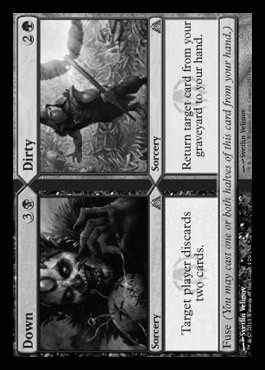 Down 3
Sorcery
Target player discards
two cards.
Dirty 2
Sorcery
Return target card from your
graveyard to your hand.
Fuse (You may cast one or both halves of this card from your hand.)
Svetlin Velinov
Svetlin Velinov